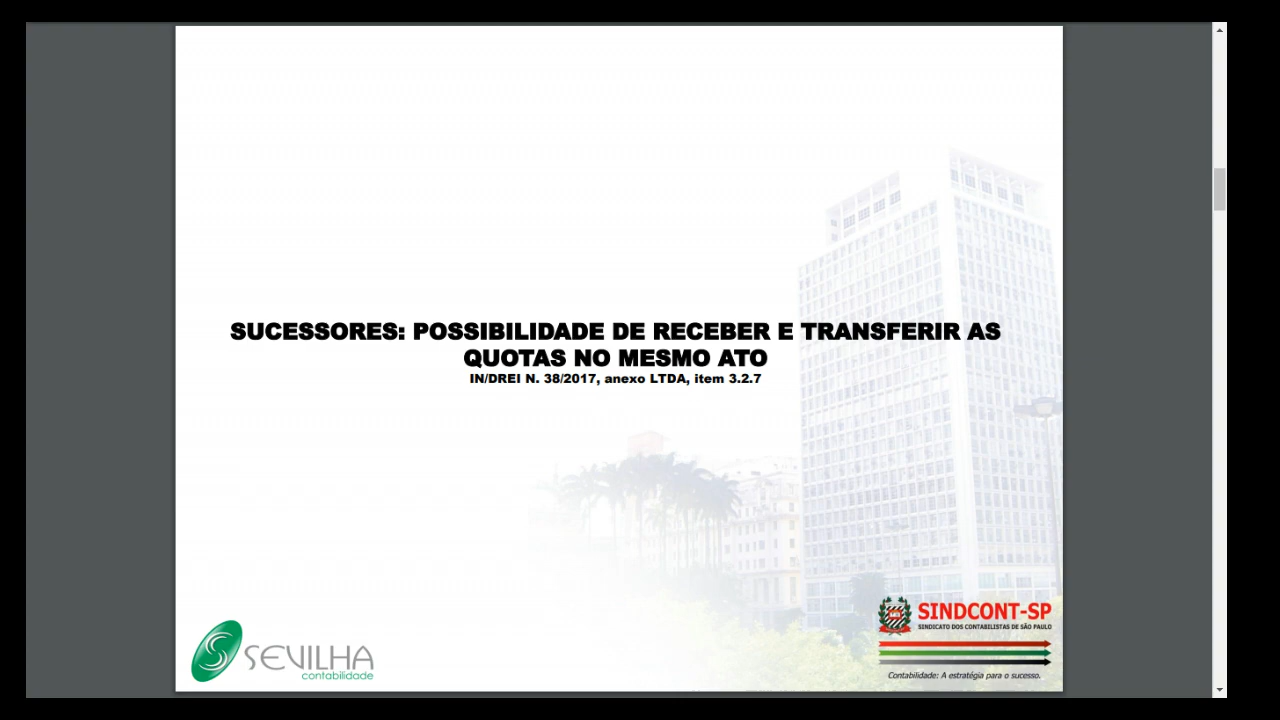 SUCESSORES: POSSIBILIDADE DE RECEBER E TRANSFERIR AS
QUOTAS NO MESMO ATO
IN/DREI N. 38/2017, anexo LTDA, item 3.2.7
SEVILHA
contabilidade
SINDCONT-SP
SINDICATO DOS CONTABILISTAS DE SÃO PAULO
Contabilidade: A estratégia para o sucesso.